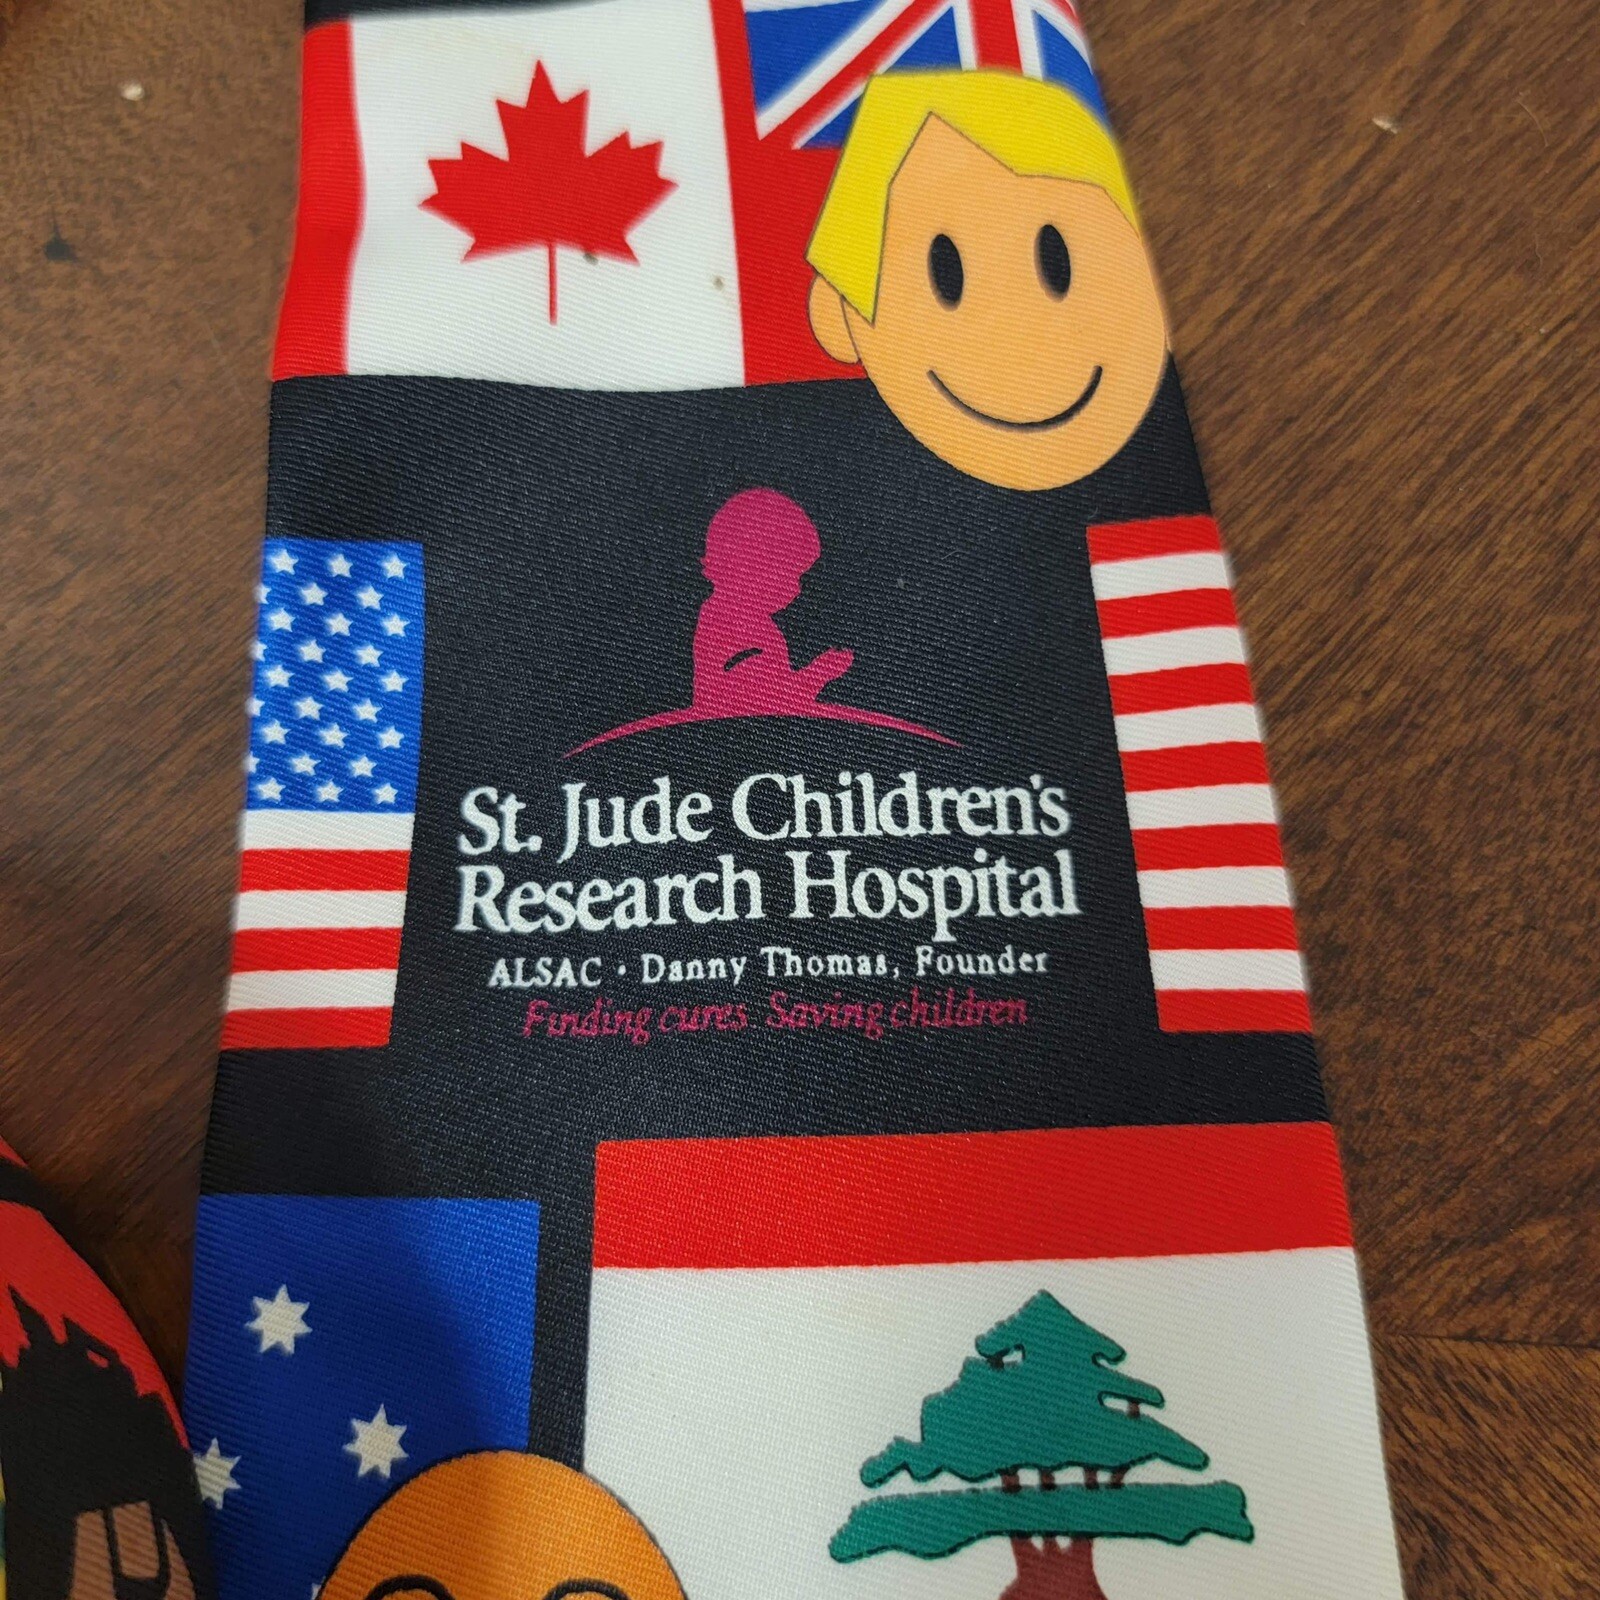 St. Jude Children's
Research Hospital
ALSAC • Danny Thomas, Founder
Finding cures. Saving children